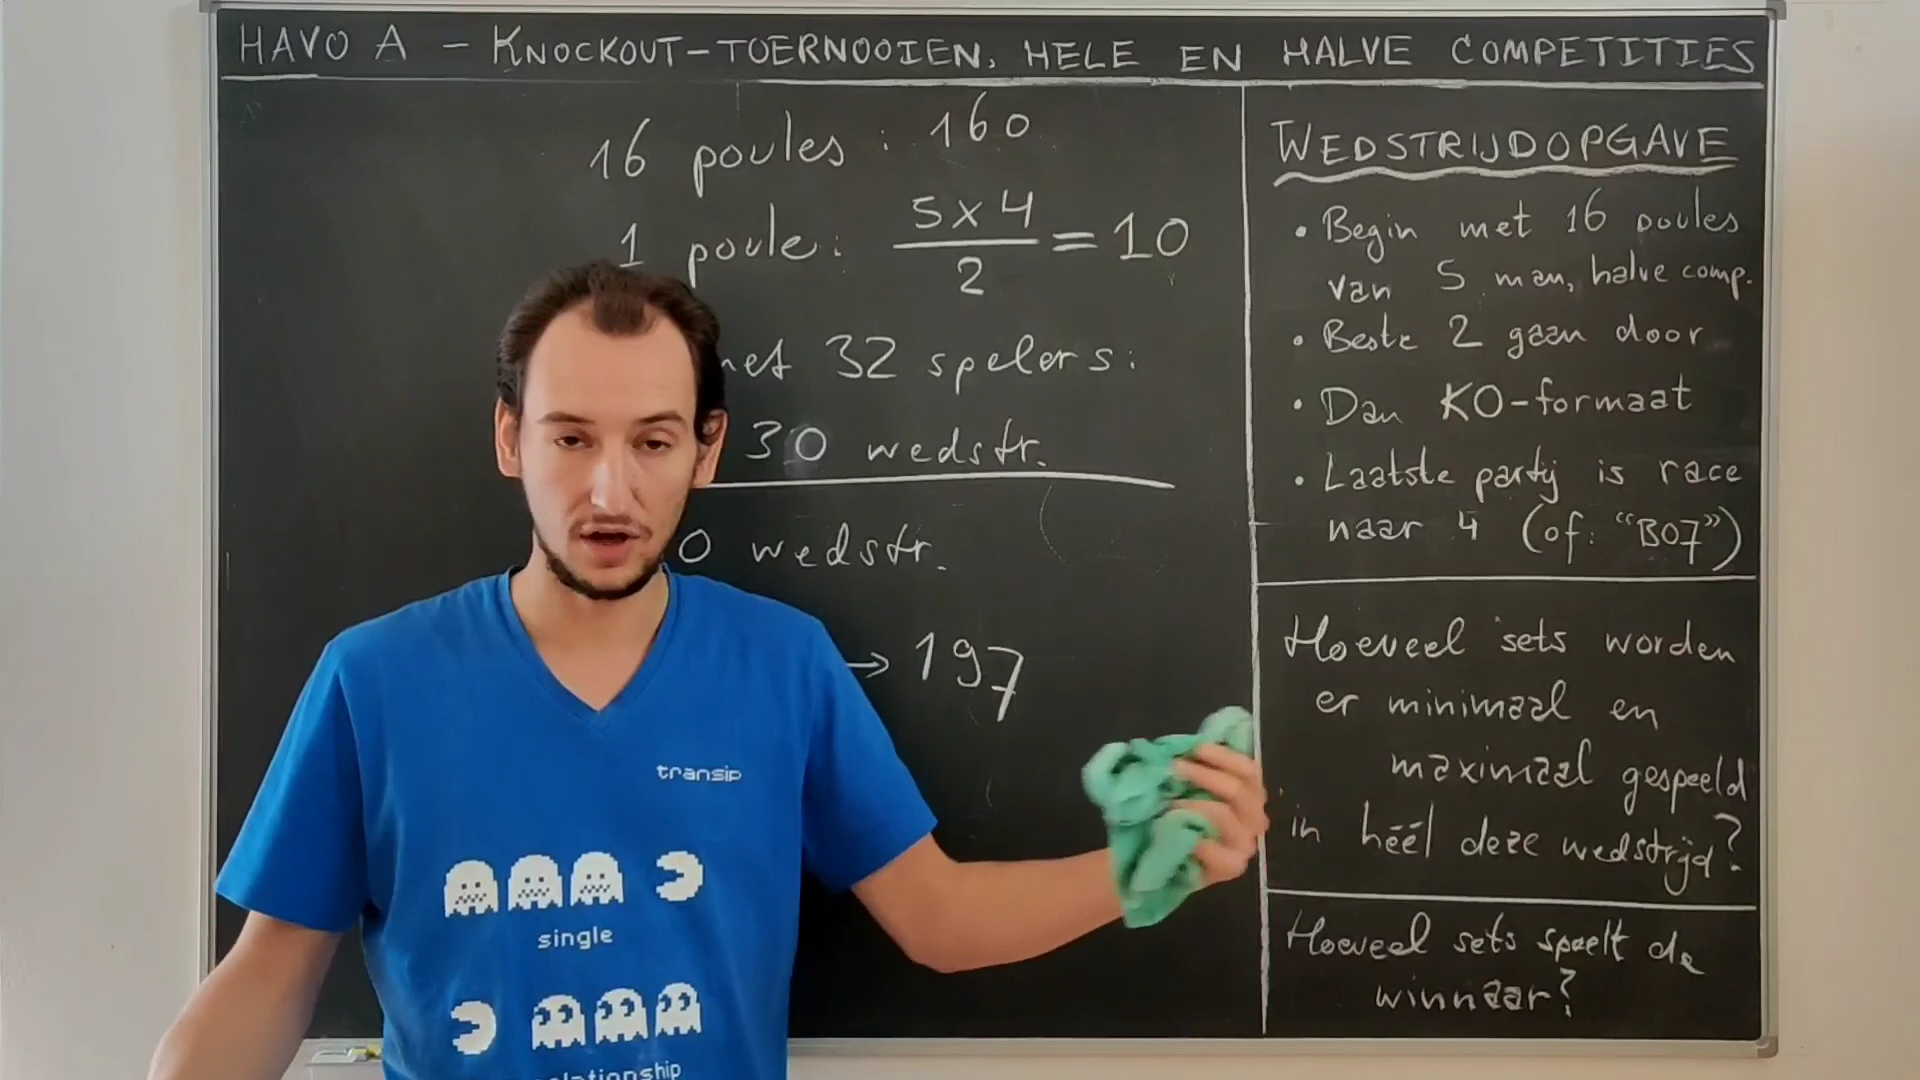 HAVO A – KNOCKOUT-TOERNOOIEN, HELE EN HALVE COMPETITIES
16 poules : 160
1 poule: 5x4 / 2 = 10
32 spelers:
30 wedstr.
0 wedstr.
→ 197
WEDSTRIJDOPGAVE
• Begin met 16 poules
van 5 man, halve comp.
• Beste 2 gaan door
• Dan KO-formaat
• Laatste partij is race
naar 4 (of: “BO7”)
Hoeveel sets worden
er minimaal en
maximaal gespeeld
in héél deze wedstrijd?
Hoeveel sets speelt de
winnaar?
transip
single